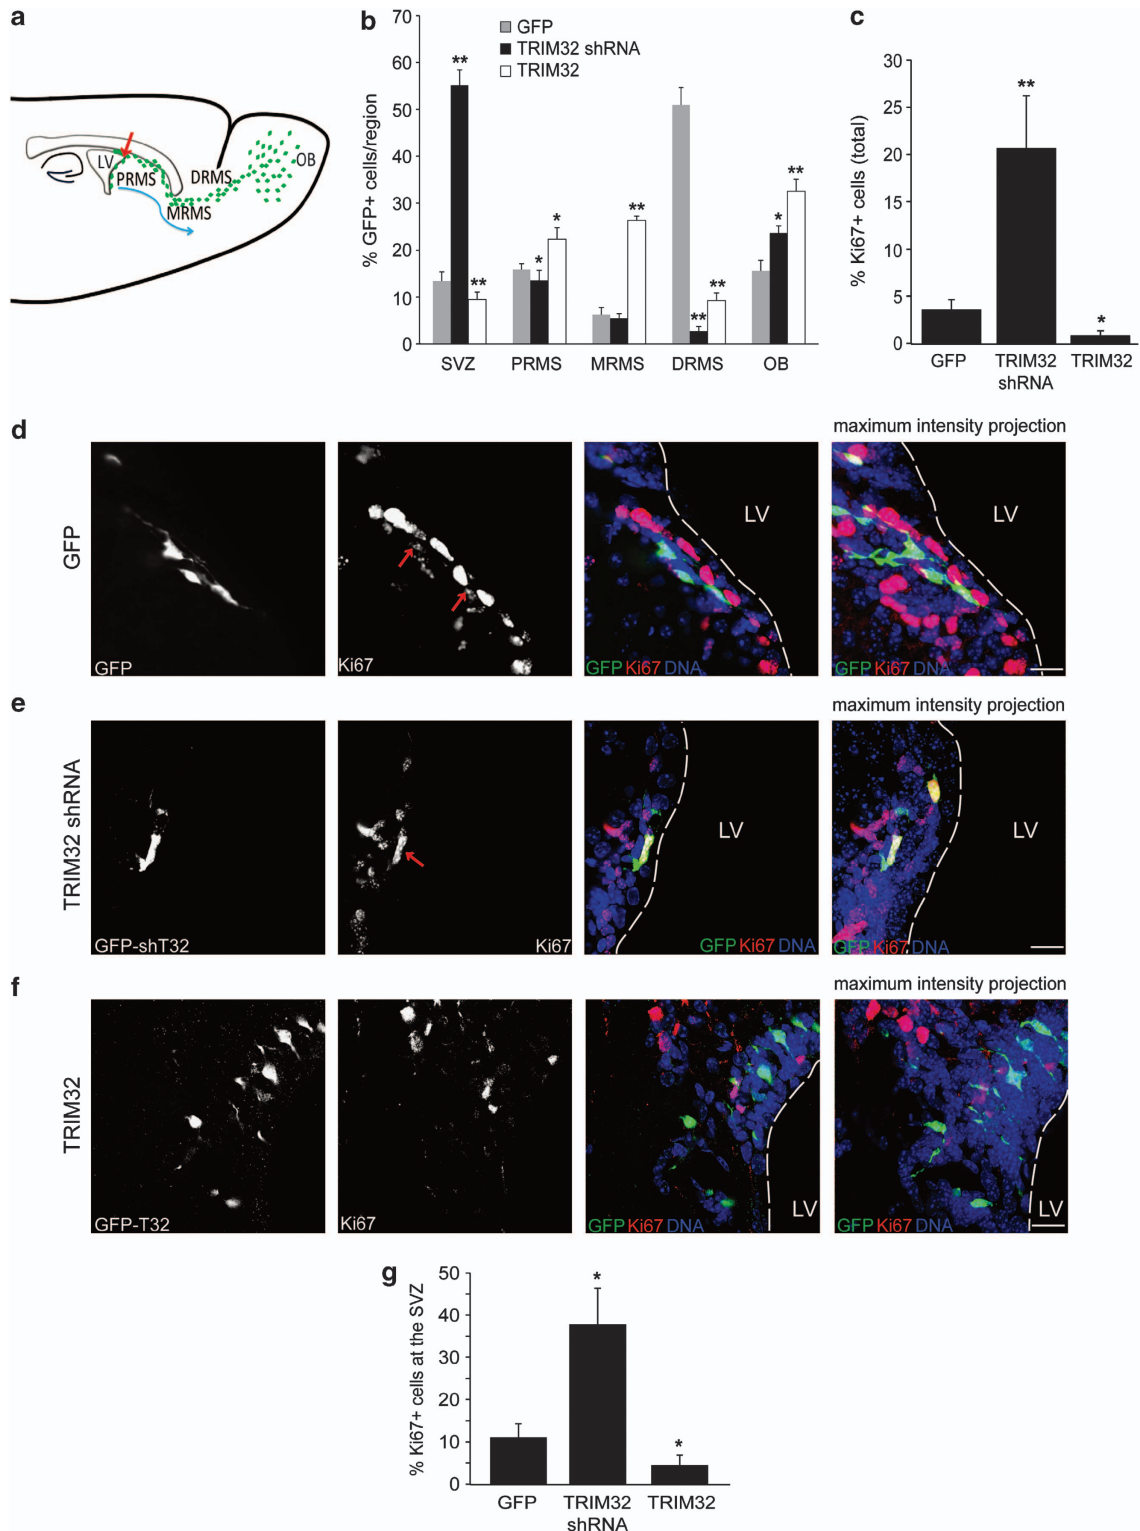 a
LV
PRMS
DRMS
MRMS
OB
b
% GFP+ cells/region
70
60
50
40
30
20
10
0
GFP
TRIM32 shRNA
TRIM32
**
**
*
*
**
**
**
*
**
SVZ PRMS MRMS DRMS OB
c
% Ki67+ cells (total)
30
25
20
15
10
5
0
**
*
GFP TRIM32 shRNA TRIM32
d
maximum intensity projection
GFP
GFP
Ki67
LV
GFP Ki67 DNA
LV
GFP Ki67 DNA
e
maximum intensity projection
TRIM32 shRNA
GFP-shT32
Ki67
LV
GFP Ki67 DNA
LV
GFP Ki67 DNA
f
maximum intensity projection
TRIM32
GFP-T32
Ki67
LV
GFP Ki67 DNA
LV
GFP Ki67 DNA
g
% Ki67+ cells at the SVZ
50
40
30
20
10
0
*
*
GFP TRIM32 shRNA TRIM32